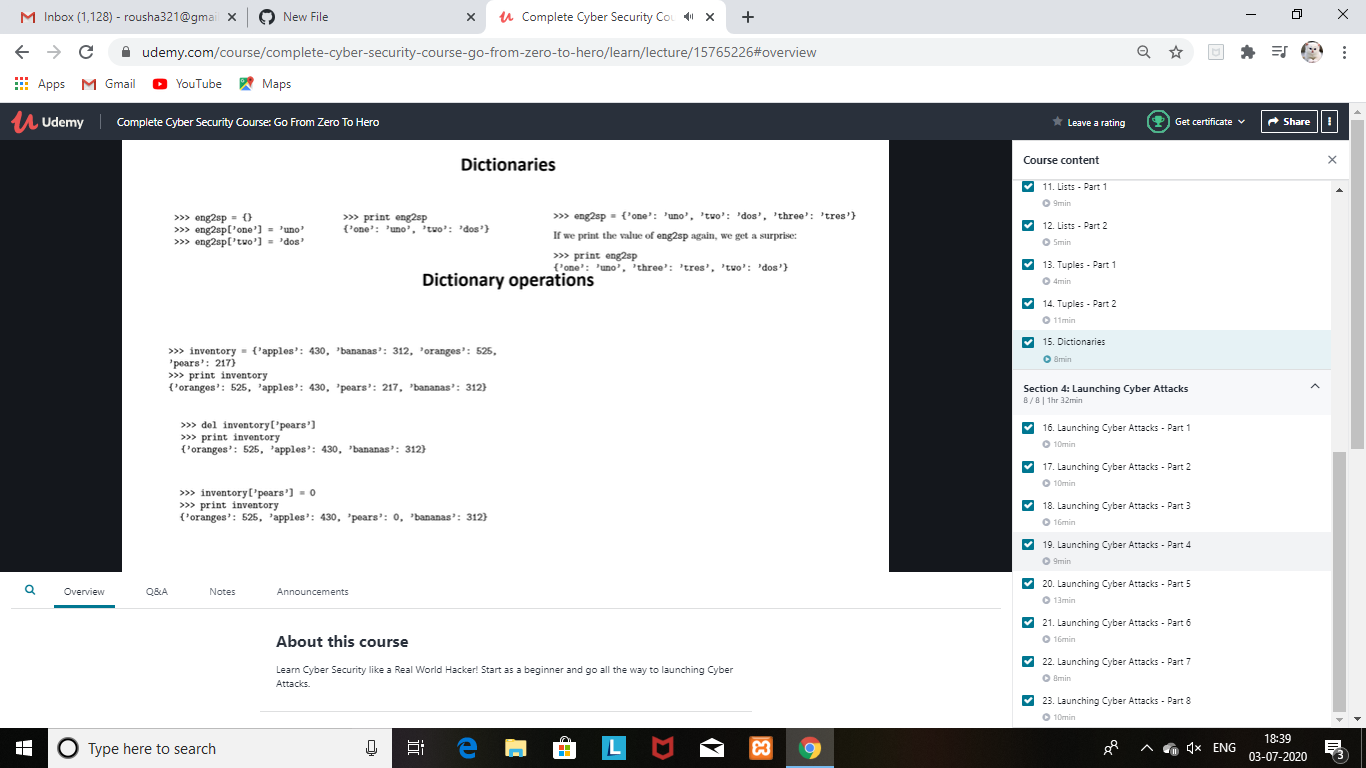 Inbox (1,128) - rousha321@gmai
New File
Complete Cyber Security Cou
udemy.com/course/complete-cyber-security-course-go-from-zero-to-hero/learn/lecture/15765226#overview
Apps
Gmail
YouTube
Maps
Udemy
Complete Cyber Security Course: Go From Zero To Hero
Leave a rating
Get certificate
Share
Dictionaries
>>> eng2sp = {}
>>> eng2sp['one'] = 'uno'
>>> eng2sp['two'] = 'dos'
>>> print eng2sp
{'one': 'uno', 'two': 'dos'}
>>> eng2sp = {'one': 'uno', 'two': 'dos', 'three': 'tres'}
If we print the value of eng2sp again, we get a surprise:
>>> print eng2sp
{'one': 'uno', 'three': 'tres', 'two': 'dos'}
Dictionary operations
>>> inventory = {'apples': 430, 'bananas': 312, 'oranges': 525,
'pears': 217}
>>> print inventory
{'oranges': 525, 'apples': 430, 'pears': 217, 'bananas': 312}
>>> del inventory['pears']
>>> print inventory
{'oranges': 525, 'apples': 430, 'bananas': 312}
>>> inventory['pears'] = 0
>>> print inventory
{'oranges': 525, 'apples': 430, 'pears': 0, 'bananas': 312}
Course content
11. Lists - Part 1
9min
12. Lists - Part 2
5min
13. Tuples - Part 1
4min
14. Tuples - Part 2
11min
15. Dictionaries
8min
Section 4: Launching Cyber Attacks
8 / 8 | 1hr 32min
16. Launching Cyber Attacks - Part 1
10min
17. Launching Cyber Attacks - Part 2
10min
18. Launching Cyber Attacks - Part 3
16min
19. Launching Cyber Attacks - Part 4
9min
20. Launching Cyber Attacks - Part 5
13min
21. Launching Cyber Attacks - Part 6
16min
22. Launching Cyber Attacks - Part 7
8min
23. Launching Cyber Attacks - Part 8
10min
Overview
Q&A
Notes
Announcements
About this course
Learn Cyber Security like a Real World Hacker! Start as a beginner and go all the way to launching Cyber
Attacks.
Type here to search
L
ENG
18:39
03-07-2020
3